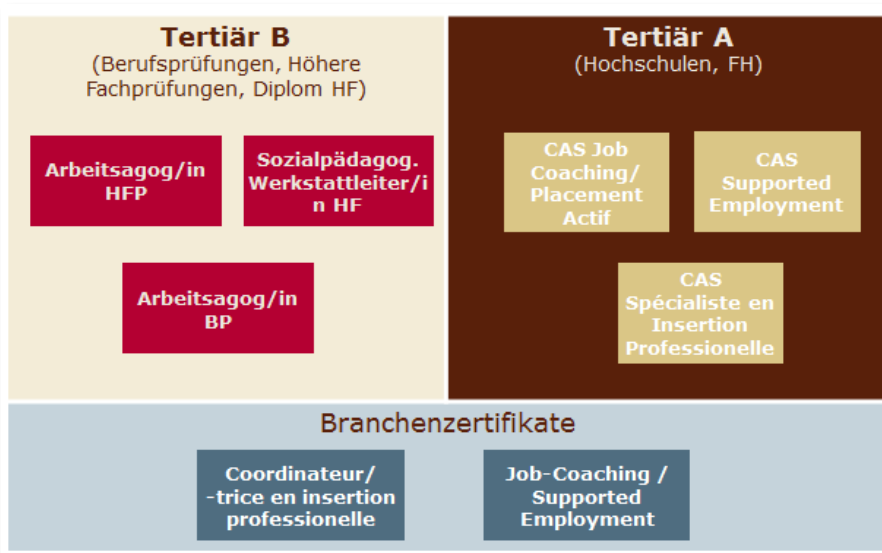 Tertiär B
(Berufsprüfungen, Höhere
Fachprüfungen, Diplom HF)
Arbeitsagog/in
HFP
Sozialpädagog.
Werkstattleiter/i
n HF
Arbeitsagog/in
BP
Tertiär A
(Hochschulen, FH)
CAS Job
Coaching/
Placement
Actif
CAS
Supported
Employment
CAS
Spécialiste en
Insertion
Professionelle
Branchenzertifikate
Coordinateur/
-trice en insertion
professionelle
Job-Coaching /
Supported
Employment